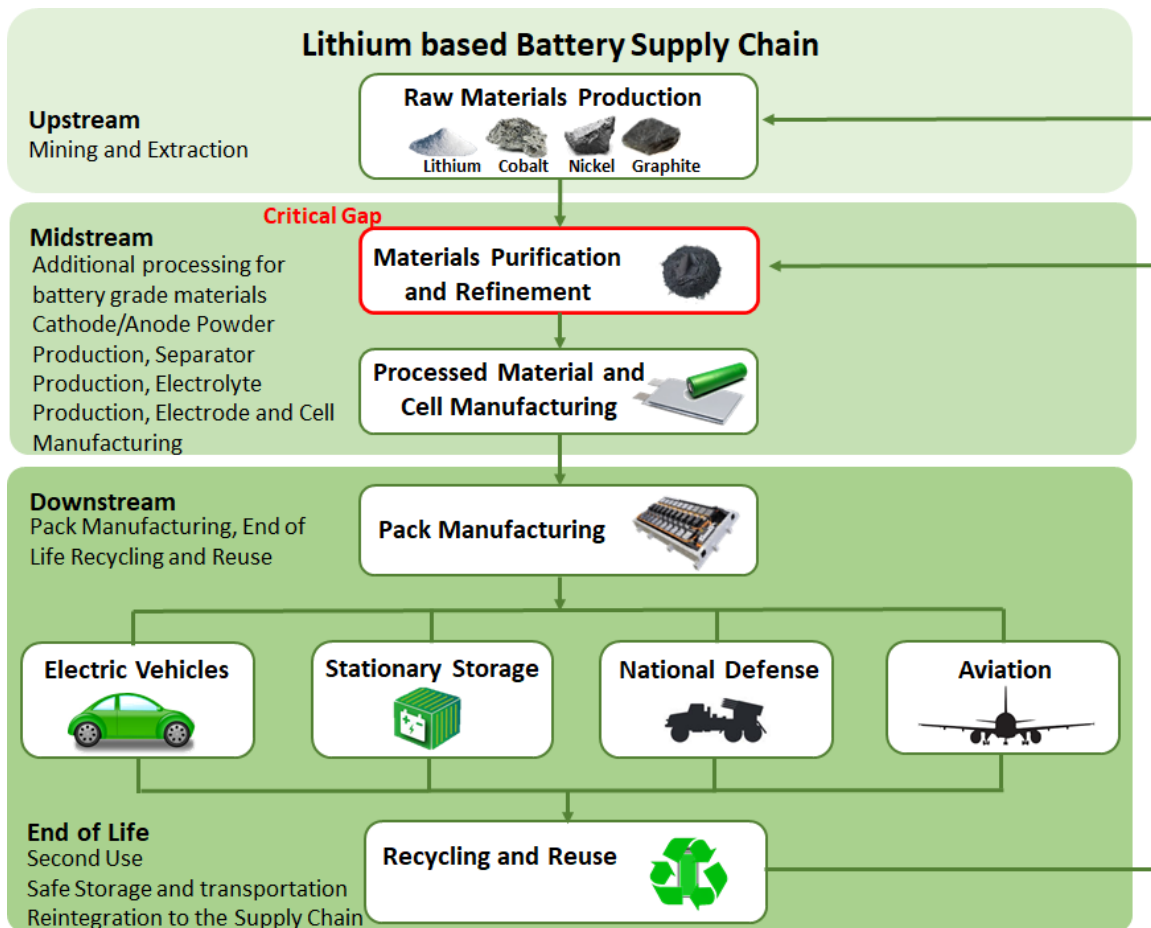 Lithium based Battery Supply Chain
Raw Materials Production
Upstream
Mining and Extraction
Lithium Cobalt Nickel Graphite
Critical Gap
Midstream
Additional processing for
battery grade materials
Cathode/Anode Powder
Production, Separator
Production, Electrolyte
Production, Electrode and Cell
Manufacturing
Materials Purification
and Refinement
Processed Material and
Cell Manufacturing
Downstream
Pack Manufacturing, End of
Life Recycling and Reuse
Pack Manufacturing
Electric Vehicles
Stationary Storage
National Defense
Aviation
End of Life
Second Use
Safe Storage and transportation
Reintegration to the Supply Chain
Recycling and Reuse